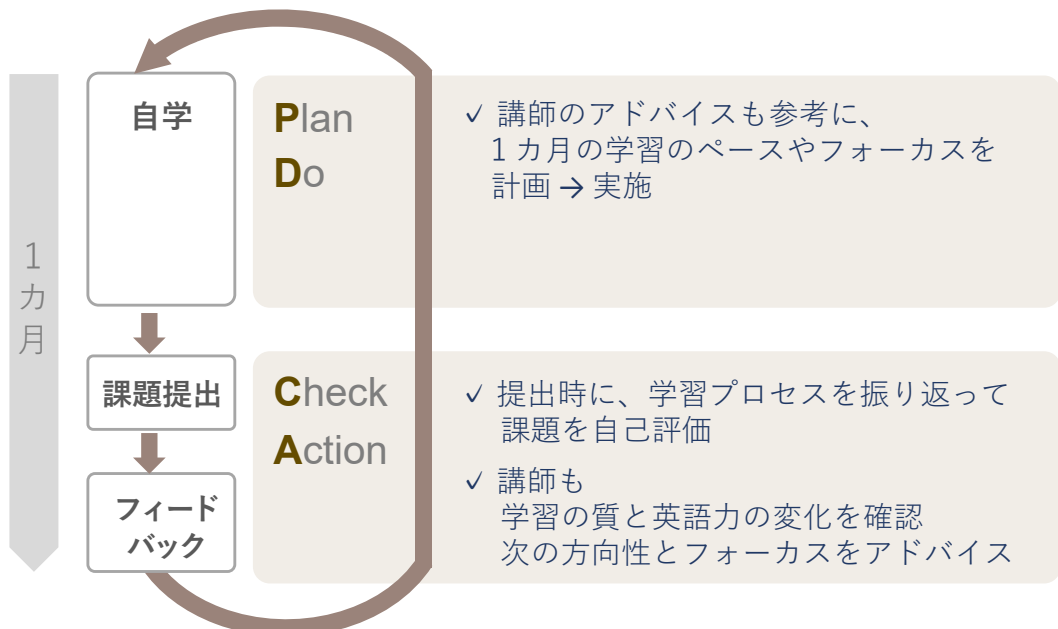 1カ月
自学
Plan
Do
✓ 講師のアドバイスも参考に、
１カ月の学習のペースやフォーカスを
計画 → 実施
課題提出
Check
Action
✓ 提出時に、学習プロセスを振り返って
課題を自己評価
フィード
バック
✓ 講師も
学習の質と英語力の変化を確認
次の方向性とフォーカスをアドバイス